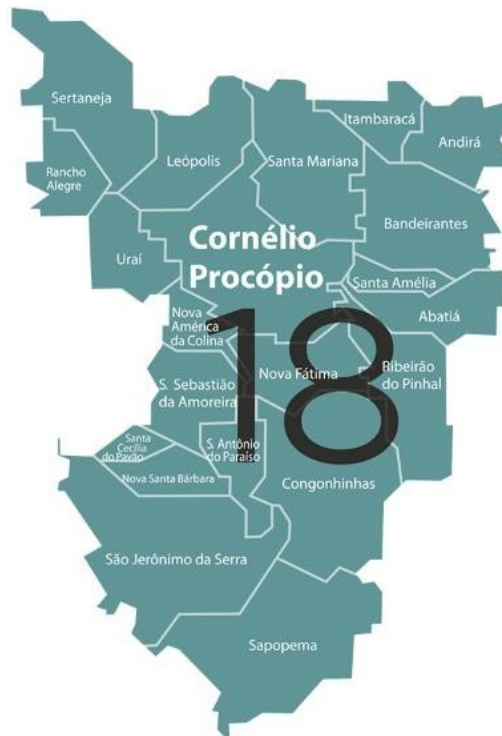 Sertaneja
Itambaracá
Andirá
Leópolis
Santa Mariana
Rancho
Alegre
Bandeirantes
Cornélio
Procópio
Uraí
Santa Amélia
Abatiá
Nova
América
da Colina
18
Nova Fátima
Ribeirão
do Pinhal
S. Sebastião
da Amoreira
Santa
Cecília
do Pavão
S. Antônio
do Paraíso
Nova Santa Bárbara
Congonhinhas
São Jerônimo da Serra
Sapopema